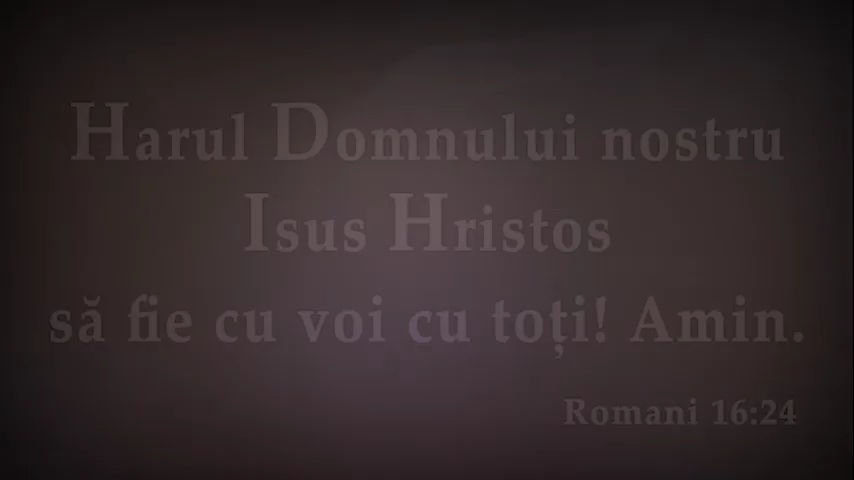 Harul Domnului nostru
Isus Hristos
să fie cu voi cu toți! Amin.
Romani 16:24